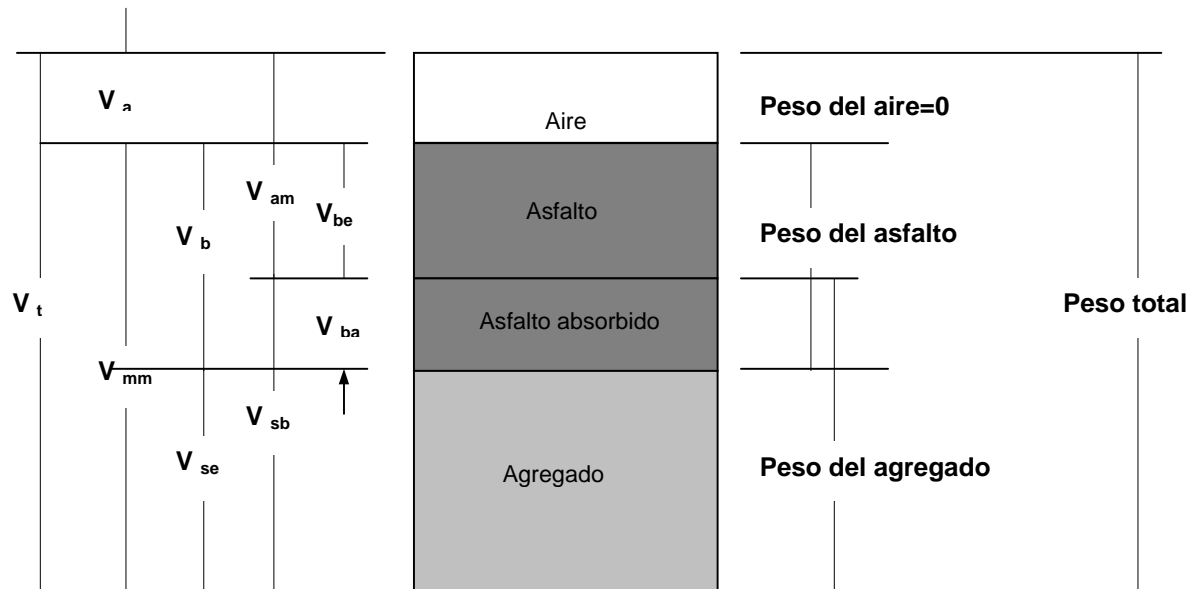 V a
Aire
Peso del aire=0
V am
V be
V b
Asfalto
Peso del asfalto
V t
V ba
Asfalto absorbido
Peso total
V mm
V sb
V se
Agregado
Peso del agregado